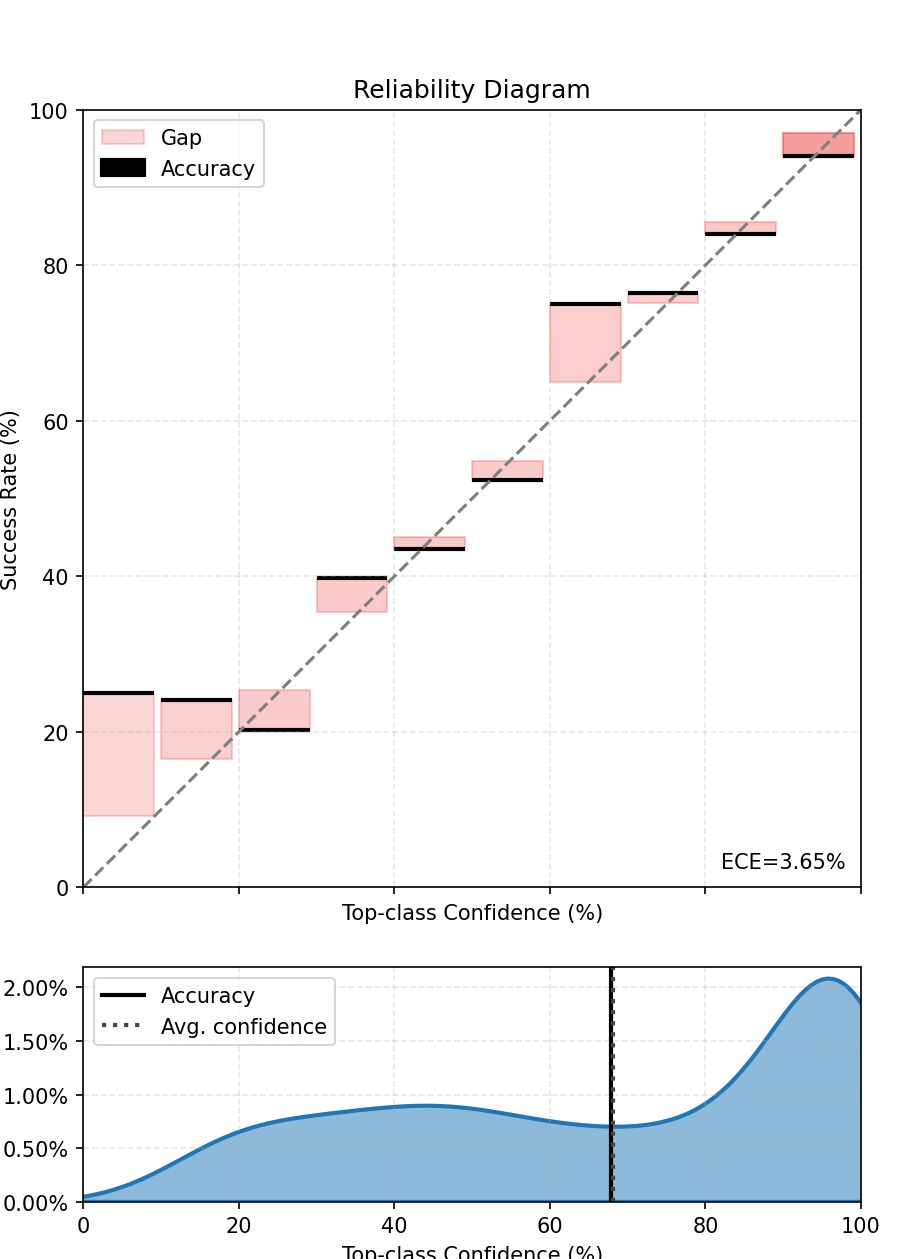 Reliability Diagram
100
80
60
40
20
0
Success Rate (%)
Gap
Accuracy
ECE=3.65%
Top-class Confidence (%)
2.00%
1.50%
1.00%
0.50%
0.00%
Accuracy
Avg. confidence
0 20 40 60 80 100
Top-class Confidence (%)